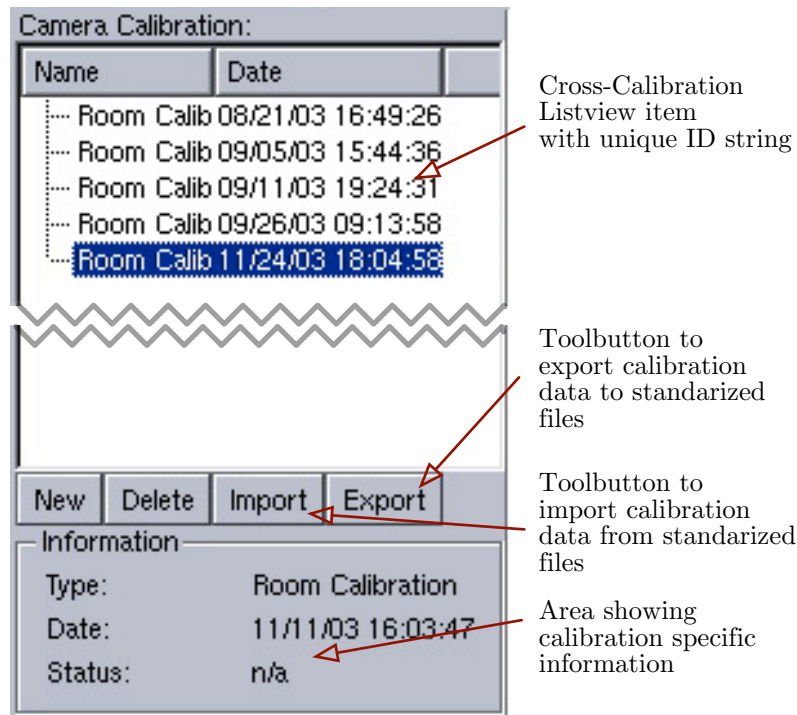 Camera Calibration:
Name Date
Room Calib 08/21/03 16:49:26
Room Calib 09/05/03 15:44:36
Room Calib 09/11/03 19:24:31
Room Calib 09/26/03 09:13:58
Room Calib 11/24/03 18:04:58
Cross-Calibration
Listview item
with unique ID string
Toolbutton to
export calibration
data to standarized
files
New Delete Import Export
Toolbutton to
import calibration
data from standarized
files
Information
Type: Room Calibration
Date: 11/11/03 16:03:47
Status: n/a
Area showing
calibration specific
information